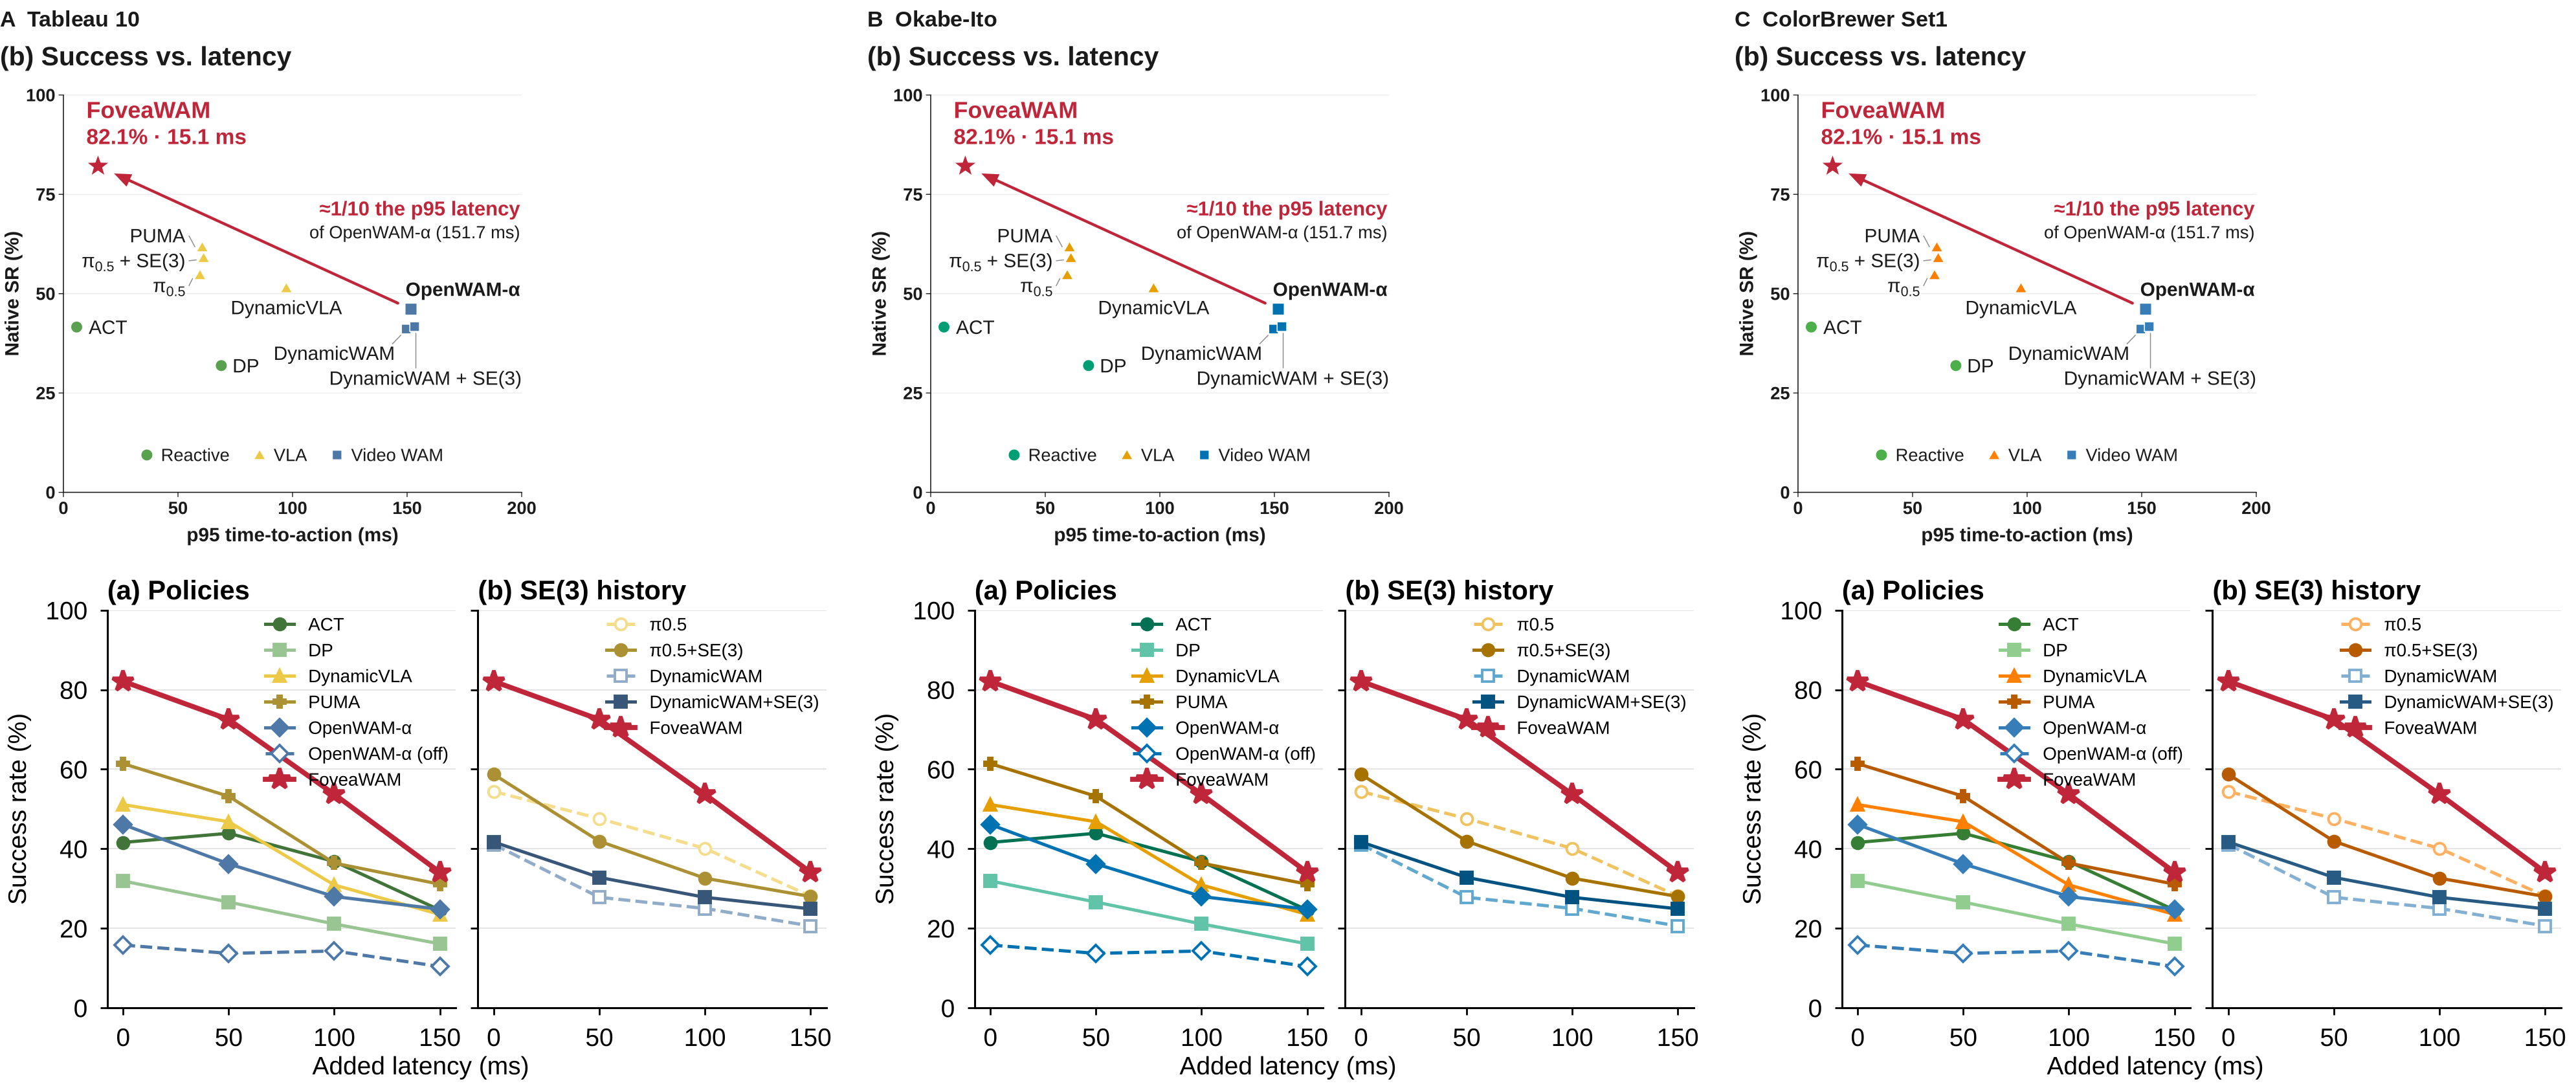 A Tableau 10
(b) Success vs. latency
100
75
50
25
0
Native SR (%)
FoveaWAM
82.1% · 15.1 ms
≈1/10 the p95 latency
of OpenWAM-α (151.7 ms)
PUMA
π0.5 + SE(3)
π0.5
OpenWAM-α
DynamicVLA
ACT
DynamicWAM
DP
DynamicWAM + SE(3)
Reactive VLA Video WAM
0 50 100 150 200
p95 time-to-action (ms)
(a) Policies
100
80
60
40
20
0
Success rate (%)
ACT
DP
DynamicVLA
PUMA
OpenWAM-α
OpenWAM-α (off)
FoveaWAM
0 50 100 150
(b) SE(3) history
π0.5
π0.5+SE(3)
DynamicWAM
DynamicWAM+SE(3)
FoveaWAM
0 50 100 150
Added latency (ms)
B Okabe-Ito
(b) Success vs. latency
100
75
50
25
0
Native SR (%)
FoveaWAM
82.1% · 15.1 ms
≈1/10 the p95 latency
of OpenWAM-α (151.7 ms)
PUMA
π0.5 + SE(3)
π0.5
OpenWAM-α
DynamicVLA
ACT
DynamicWAM
DP
DynamicWAM + SE(3)
Reactive VLA Video WAM
0 50 100 150 200
p95 time-to-action (ms)
(a) Policies
100
80
60
40
20
0
Success rate (%)
ACT
DP
DynamicVLA
PUMA
OpenWAM-α
OpenWAM-α (off)
FoveaWAM
0 50 100 150
(b) SE(3) history
π0.5
π0.5+SE(3)
DynamicWAM
DynamicWAM+SE(3)
FoveaWAM
0 50 100 150
Added latency (ms)
C ColorBrewer Set1
(b) Success vs. latency
100
75
50
25
0
Native SR (%)
FoveaWAM
82.1% · 15.1 ms
≈1/10 the p95 latency
of OpenWAM-α (151.7 ms)
PUMA
π0.5 + SE(3)
π0.5
OpenWAM-α
DynamicVLA
ACT
DynamicWAM
DP
DynamicWAM + SE(3)
Reactive VLA Video WAM
0 50 100 150 200
p95 time-to-action (ms)
(a) Policies
100
80
60
40
20
0
Success rate (%)
ACT
DP
DynamicVLA
PUMA
OpenWAM-α
OpenWAM-α (off)
FoveaWAM
0 50 100 150
(b) SE(3) history
π0.5
π0.5+SE(3)
DynamicWAM
DynamicWAM+SE(3)
FoveaWAM
0 50 100 150
Added latency (ms)